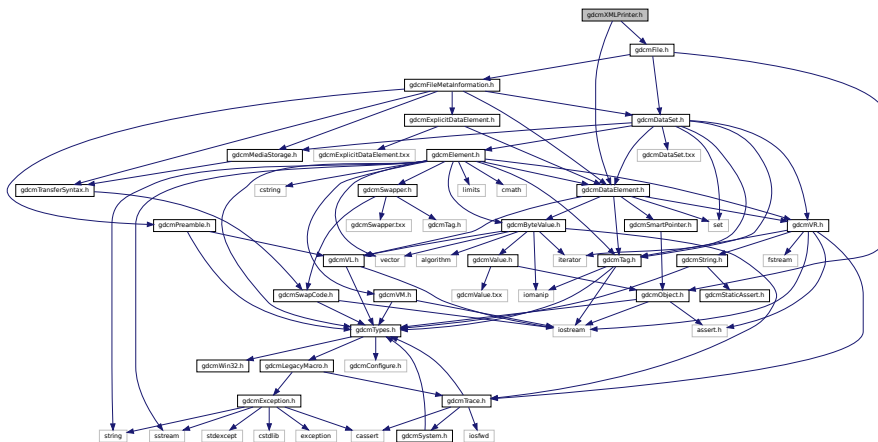 gdcmXMLPrinter.h
gdcmFile.h
gdcmFileMetaInformation.h
gdcmExplicitDataElement.h
gdcmDataSet.h
gdcmMediaStorage.h
gdcmExplicitDataElement.txx
gdcmElement.h
gdcmDataSet.txx
gdcmTransferSyntax.h
cstring
gdcmSwapper.h
limits
cmath
gdcmDataElement.h
gdcmPreamble.h
gdcmSwapper.txx
gdcmTag.h
gdcmByteValue.h
gdcmSmartPointer.h
set
gdcmVR.h
gdcmVL.h
vector
algorithm
gdcmValue.h
iterator
gdcmTag.h
gdcmString.h
fstream
gdcmSwapCode.h
gdcmVM.h
gdcmValue.txx
iomanip
gdcmObject.h
gdcmStaticAssert.h
gdcmTypes.h
iostream
assert.h
gdcmWin32.h
gdcmLegacyMacro.h
gdcmConfigure.h
gdcmException.h
gdcmTrace.h
string
sstream
stdexcept
cstdlib
exception
cassert
gdcmSystem.h
iosfwd